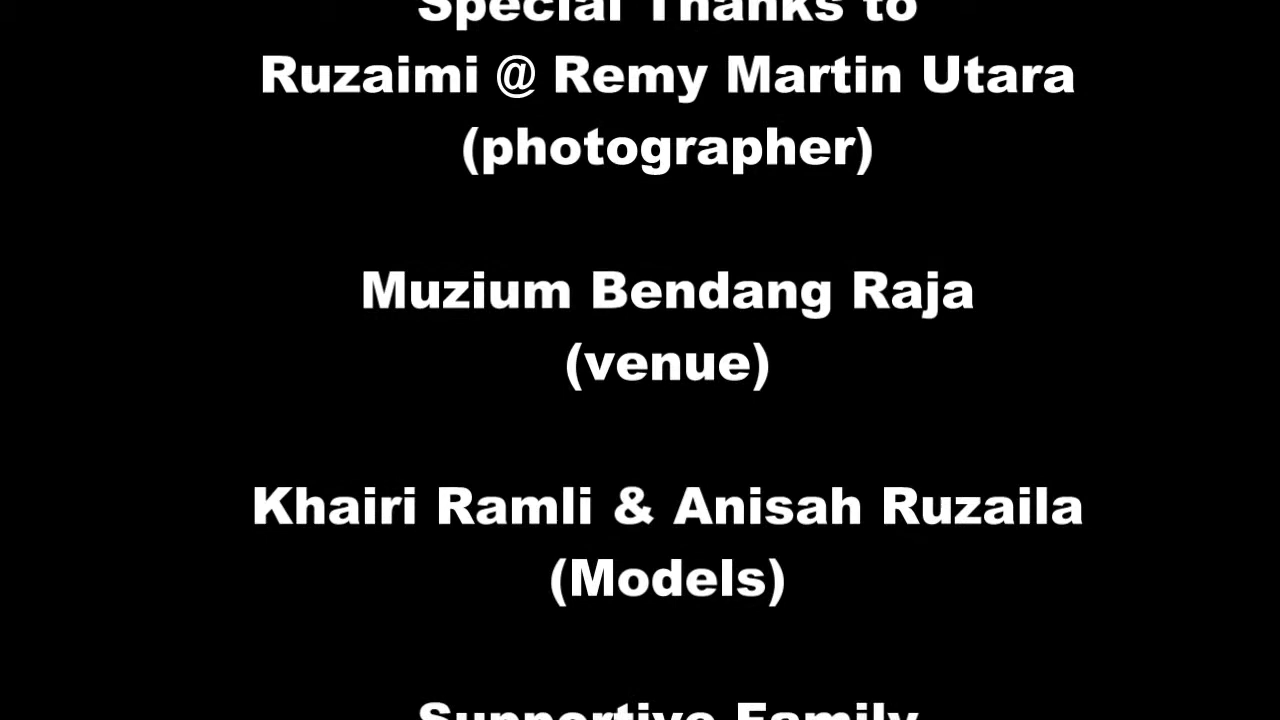 Special Thanks to
Ruzaimi @ Remy Martin Utara
(photographer)
Muzium Bendang Raja
(venue)
Khairi Ramli & Anisah Ruzaila
(Models)
Supportive Family